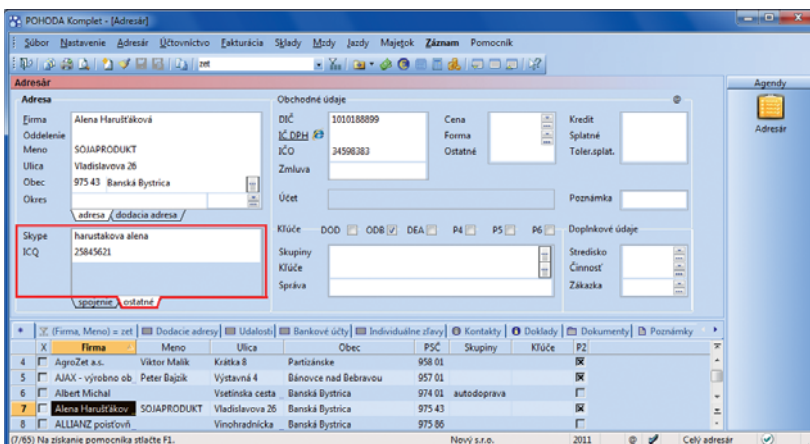 POHODA Komplet - [Adresár]
Súbor Nastavenie Adresár Účtovníctvo Fakturácia Sklady Mzdy Jazdy Majetok Záznam Pomocník
zet
Adresár
Agendy
Adresár
Adresa
Firma Alena Harušťáková
Oddelenie
Meno SOJAPRODUKT
Ulica Vladislavova 26
Obec 975 43 Banská Bystrica
Okres
adresa dodacia adresa
Skype harustakova alena
ICQ 25845621
spojenie ostatné
Obchodné údaje @
DIČ 1010188899 Cena Kredit
IČ DPH Forma Splatné
IČO 34598383 Ostatné Toler.splat.
Zmluva
Účet Poznámka
Kľúče DOD ODB DEA P4 P5 P6 Doplnkové údaje
Skupiny Stredisko
Kľúče Činnosť
Správa Zákazka
* (Firma, Meno) = zet Dodacie adresy Udalosti Bankové účty Individuálne zľavy Kontakty Doklady Dokumenty Poznámky
X Firma Meno Ulica Obec PSČ Skupiny Kľúče P2
4 AgroZet a.s. Viktor Malík Krátka 8 Partizánske 958 01
5 AJAX - výrobno ob Peter Bajzík Výstavná 4 Bánovce nad Bebravou 957 01
6 Albert Michal Vsetínska cesta Banská Bystrica 974 01 autodoprava
7 Alena Harušťákov SOJAPRODUKT Vladislavova 26 Banská Bystrica 975 43
8 ALLIANZ poisťovň Vinohradnícka Banská Bystrica 975 86
(7/65) Na získanie pomocníka stlačte F1. Nový s.r.o. 2011 @ Celý adresár